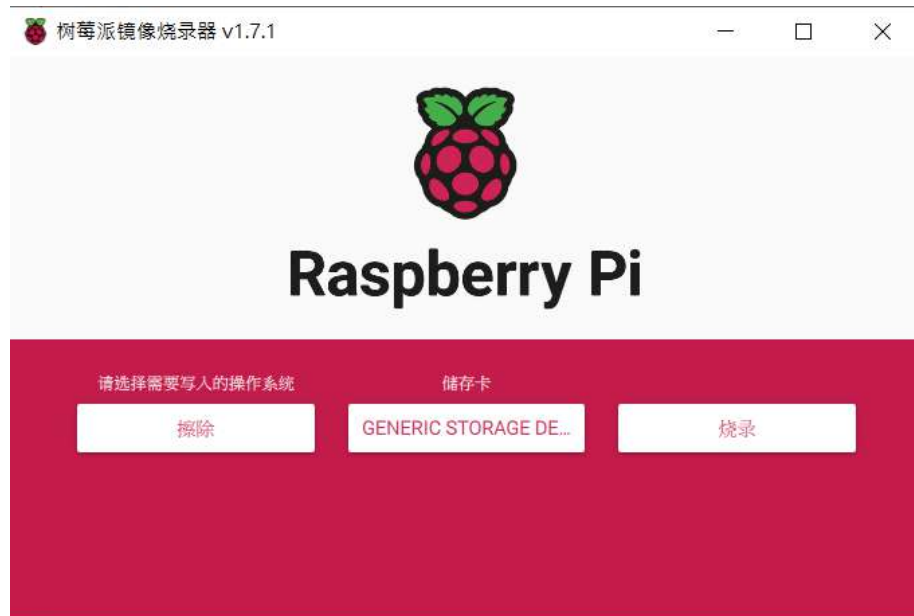 树莓派镜像烧录器 v1.7.1
Raspberry Pi
请选择需要写入的操作系统
储存卡
擦除
GENERIC STORAGE DE...
烧录